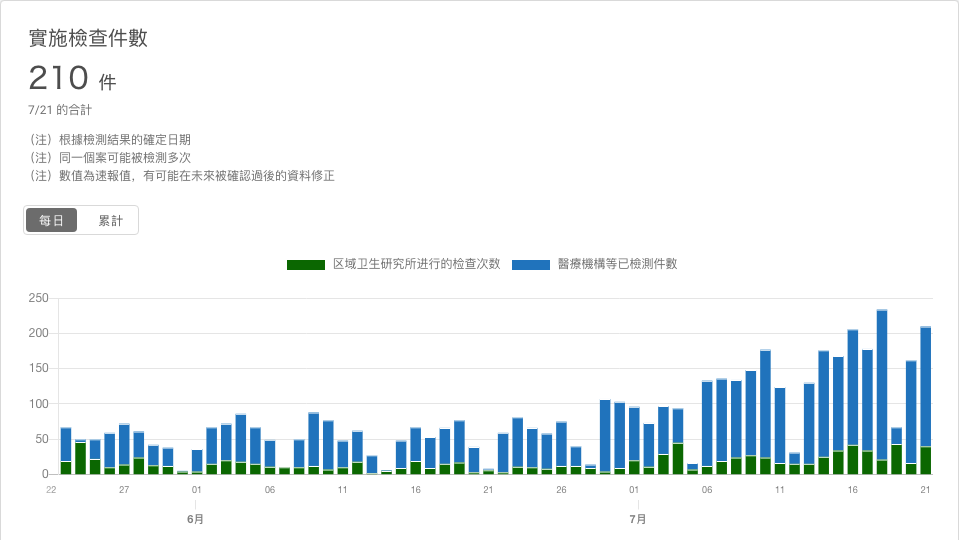 實施檢查件數
210 件
7/21 的合計
（注）根據檢測結果的確定日期
（注）同一個案可能被檢測多次
（注）數值為速報值，有可能在未來被確認過後的資料修正
每日 累計
区域卫生研究所进行的检查次数 醫療機構等已檢測件數
250
200
150
100
50
0
22 27 01 06 11 16 21 26 01 06 11 16 21
6月 7月